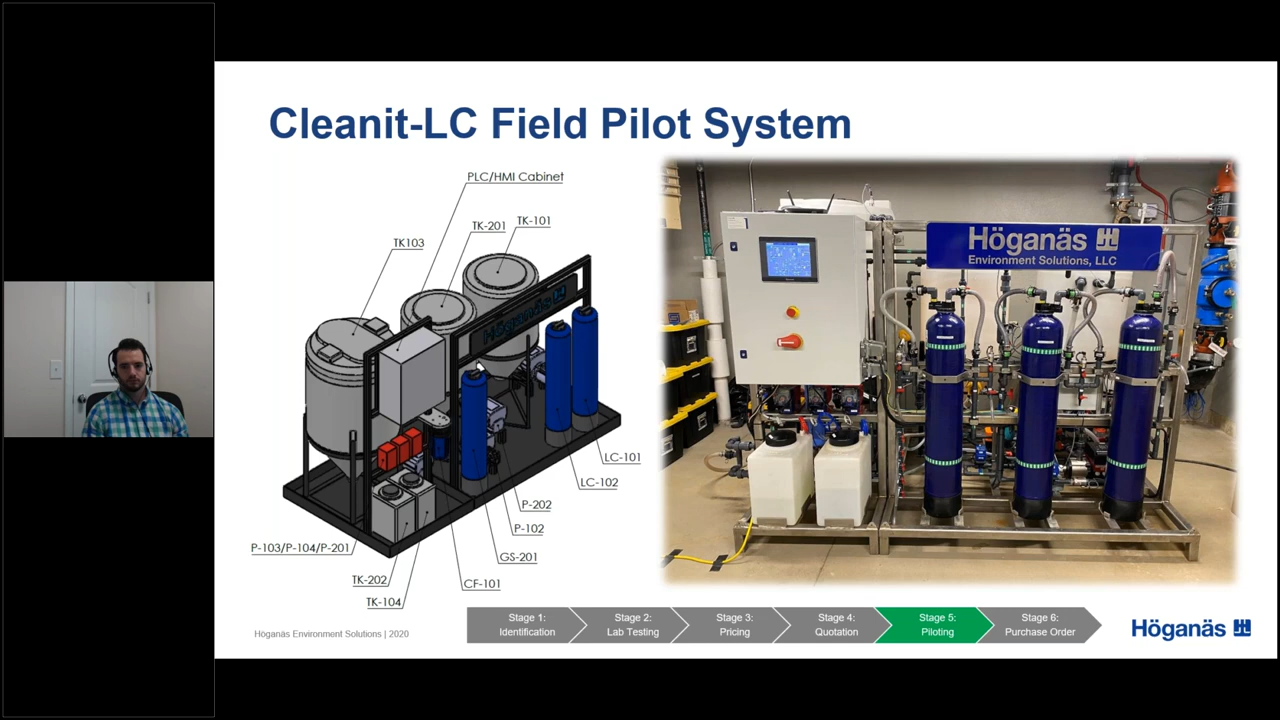 Cleanit-LC Field Pilot System
PLC/HMI Cabinet
TK-101
TK-201
TK103
Höganäs
Höganäs
Environment Solutions, LLC
LC-101
LC-102
P-202
P-102
GS-201
P-103/P-104/P-201
TK-202
CF-101
TK-104
Höganäs Environment Solutions | 2020
Stage 1:
Identification
Stage 2:
Lab Testing
Stage 3:
Pricing
Stage 4:
Quotation
Stage 5:
Piloting
Stage 6:
Purchase Order
Höganäs